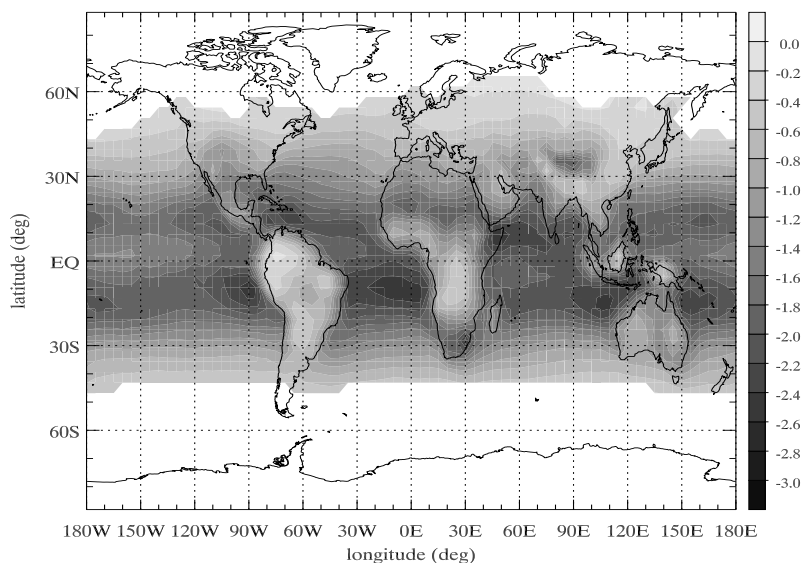 60N
30N
EQ
30S
60S
latitude (deg)
180W 150W 120W 90W 60W 30W 0E 30E 60E 90E 120E 150E 180E
longitude (deg)
0.0
-0.2
-0.4
-0.6
-0.8
-1.0
-1.2
-1.4
-1.6
-1.8
-2.0
-2.2
-2.4
-2.6
-2.8
-3.0